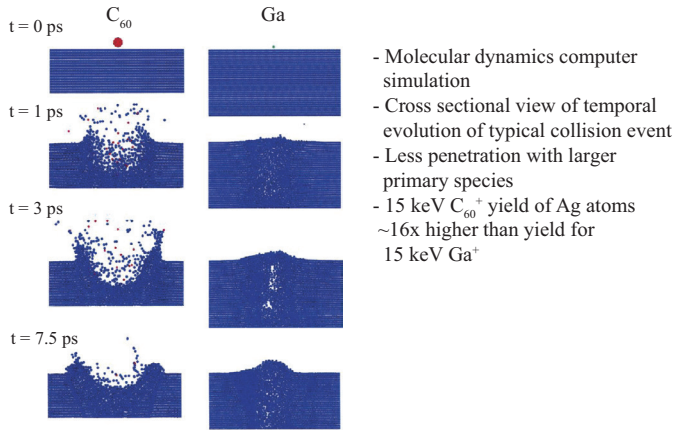 C₆₀ Ga
t = 0 ps
t = 1 ps
t = 3 ps
t = 7.5 ps
- Molecular dynamics computer
simulation
- Cross sectional view of temporal
evolution of typical collision event
- Less penetration with larger
primary species
- 15 keV C₆₀⁺ yield of Ag atoms
~16x higher than yield for
15 keV Ga⁺